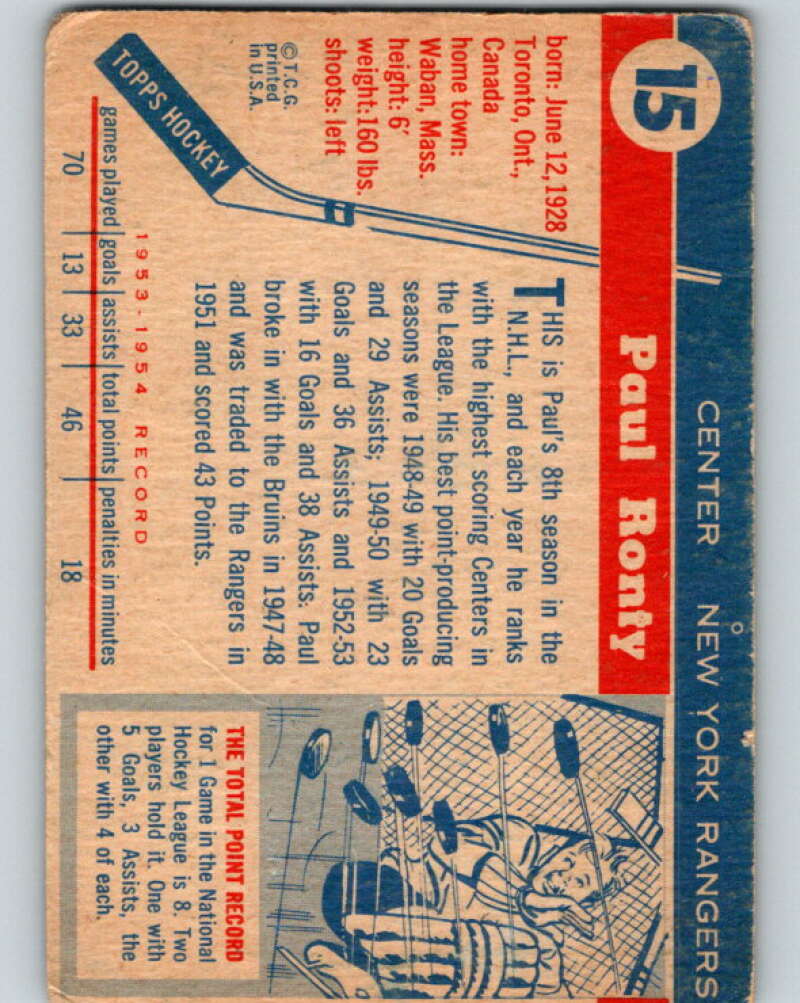 15
CENTER NEW YORK RANGERS
Paul Ronty
born: June 12, 1928
Toronto, Ont.,
Canada
home town:
Waban, Mass.
height: 6'
weight: 160 lbs.
shoots: left
© T.C.G.
printed
in U.S.A.
TOPPS HOCKEY
THIS is Paul's 8th season in the
N.H.L., and each year he ranks
with the highest scoring Centers in
the League. His best point-producing
seasons were 1948-49 with 20 Goals
and 29 Assists; 1949-50 with 23
Goals and 36 Assists and 1952-53
with 16 Goals and 38 Assists. Paul
broke in with the Bruins in 1947-48
and was traded to the Rangers in
1951 and scored 43 Points.
1953-1954 RECORD
games played goals assists total points penalties in minutes
70 13 33 46 18
THE TOTAL POINT RECORD
for 1 Game in the National
Hockey League is 8. Two
players hold it. One with
5 Goals, 3 Assists, the
other with 4 of each.